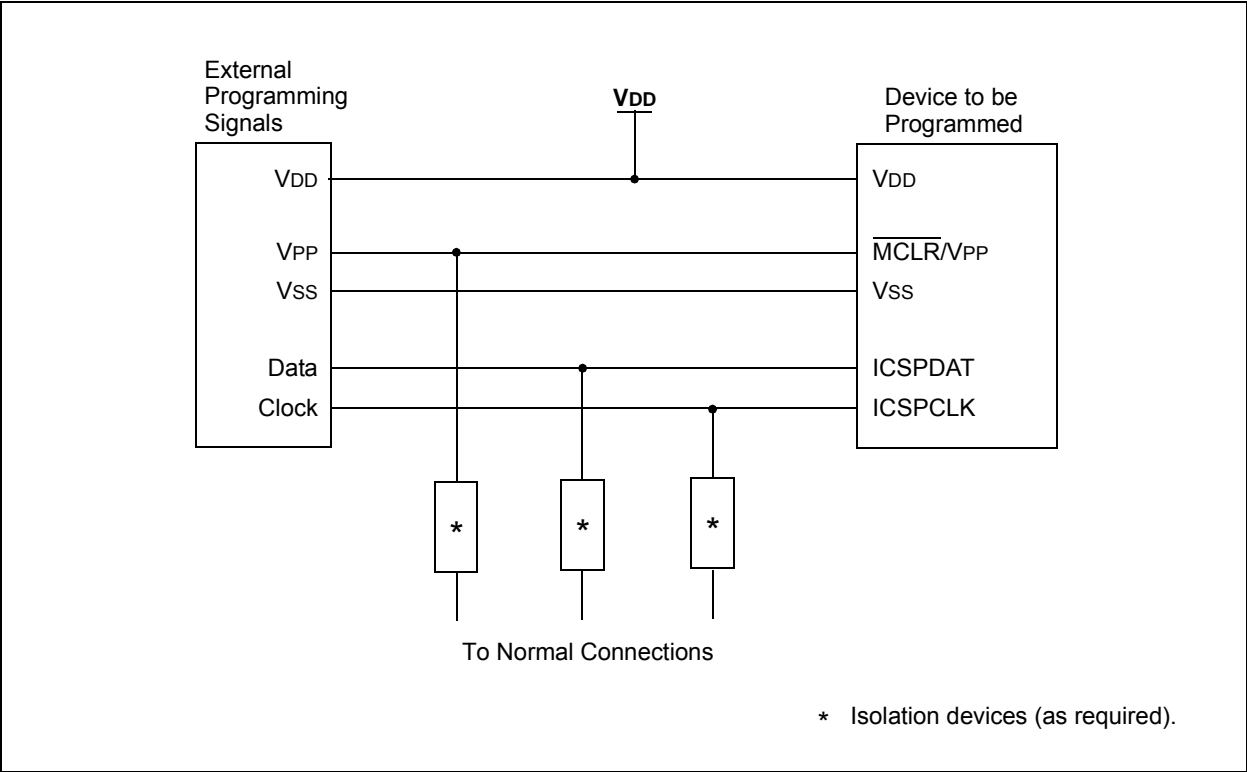 External
Programming
Signals
VDD
Device to be
Programmed
VDD
VDD
VPP
MCLR/VPP
VSS
VSS
Data
ICSPDAT
Clock
ICSPCLK
*
*
*
To Normal Connections
* Isolation devices (as required).